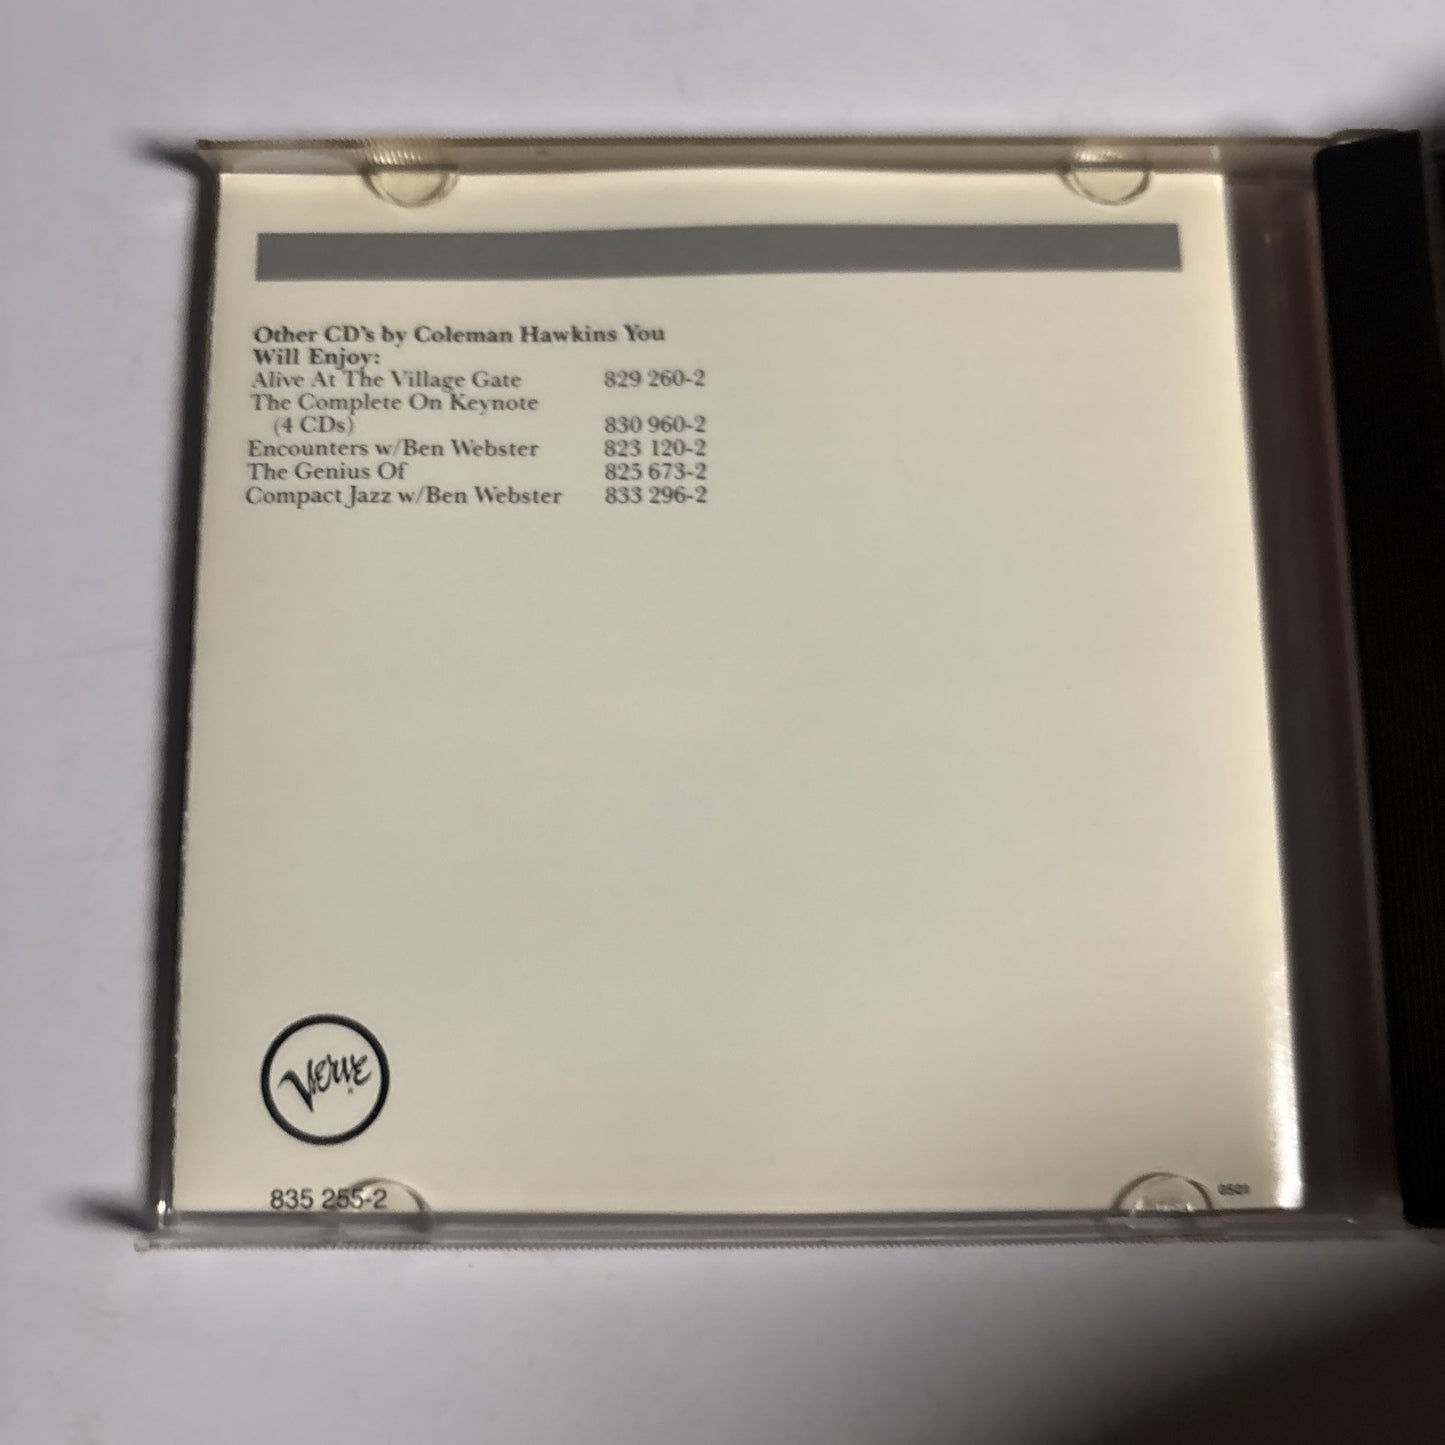 Other CD's by Coleman Hawkins You
Will Enjoy:
Alive At The Village Gate 829 260-2
The Complete On Keynote
(4 CDs) 830 960-2
Encounters w/Ben Webster 823 120-2
The Genius Of 825 673-2
Compact Jazz w/Ben Webster 833 296-2
VERVE
835 255-2